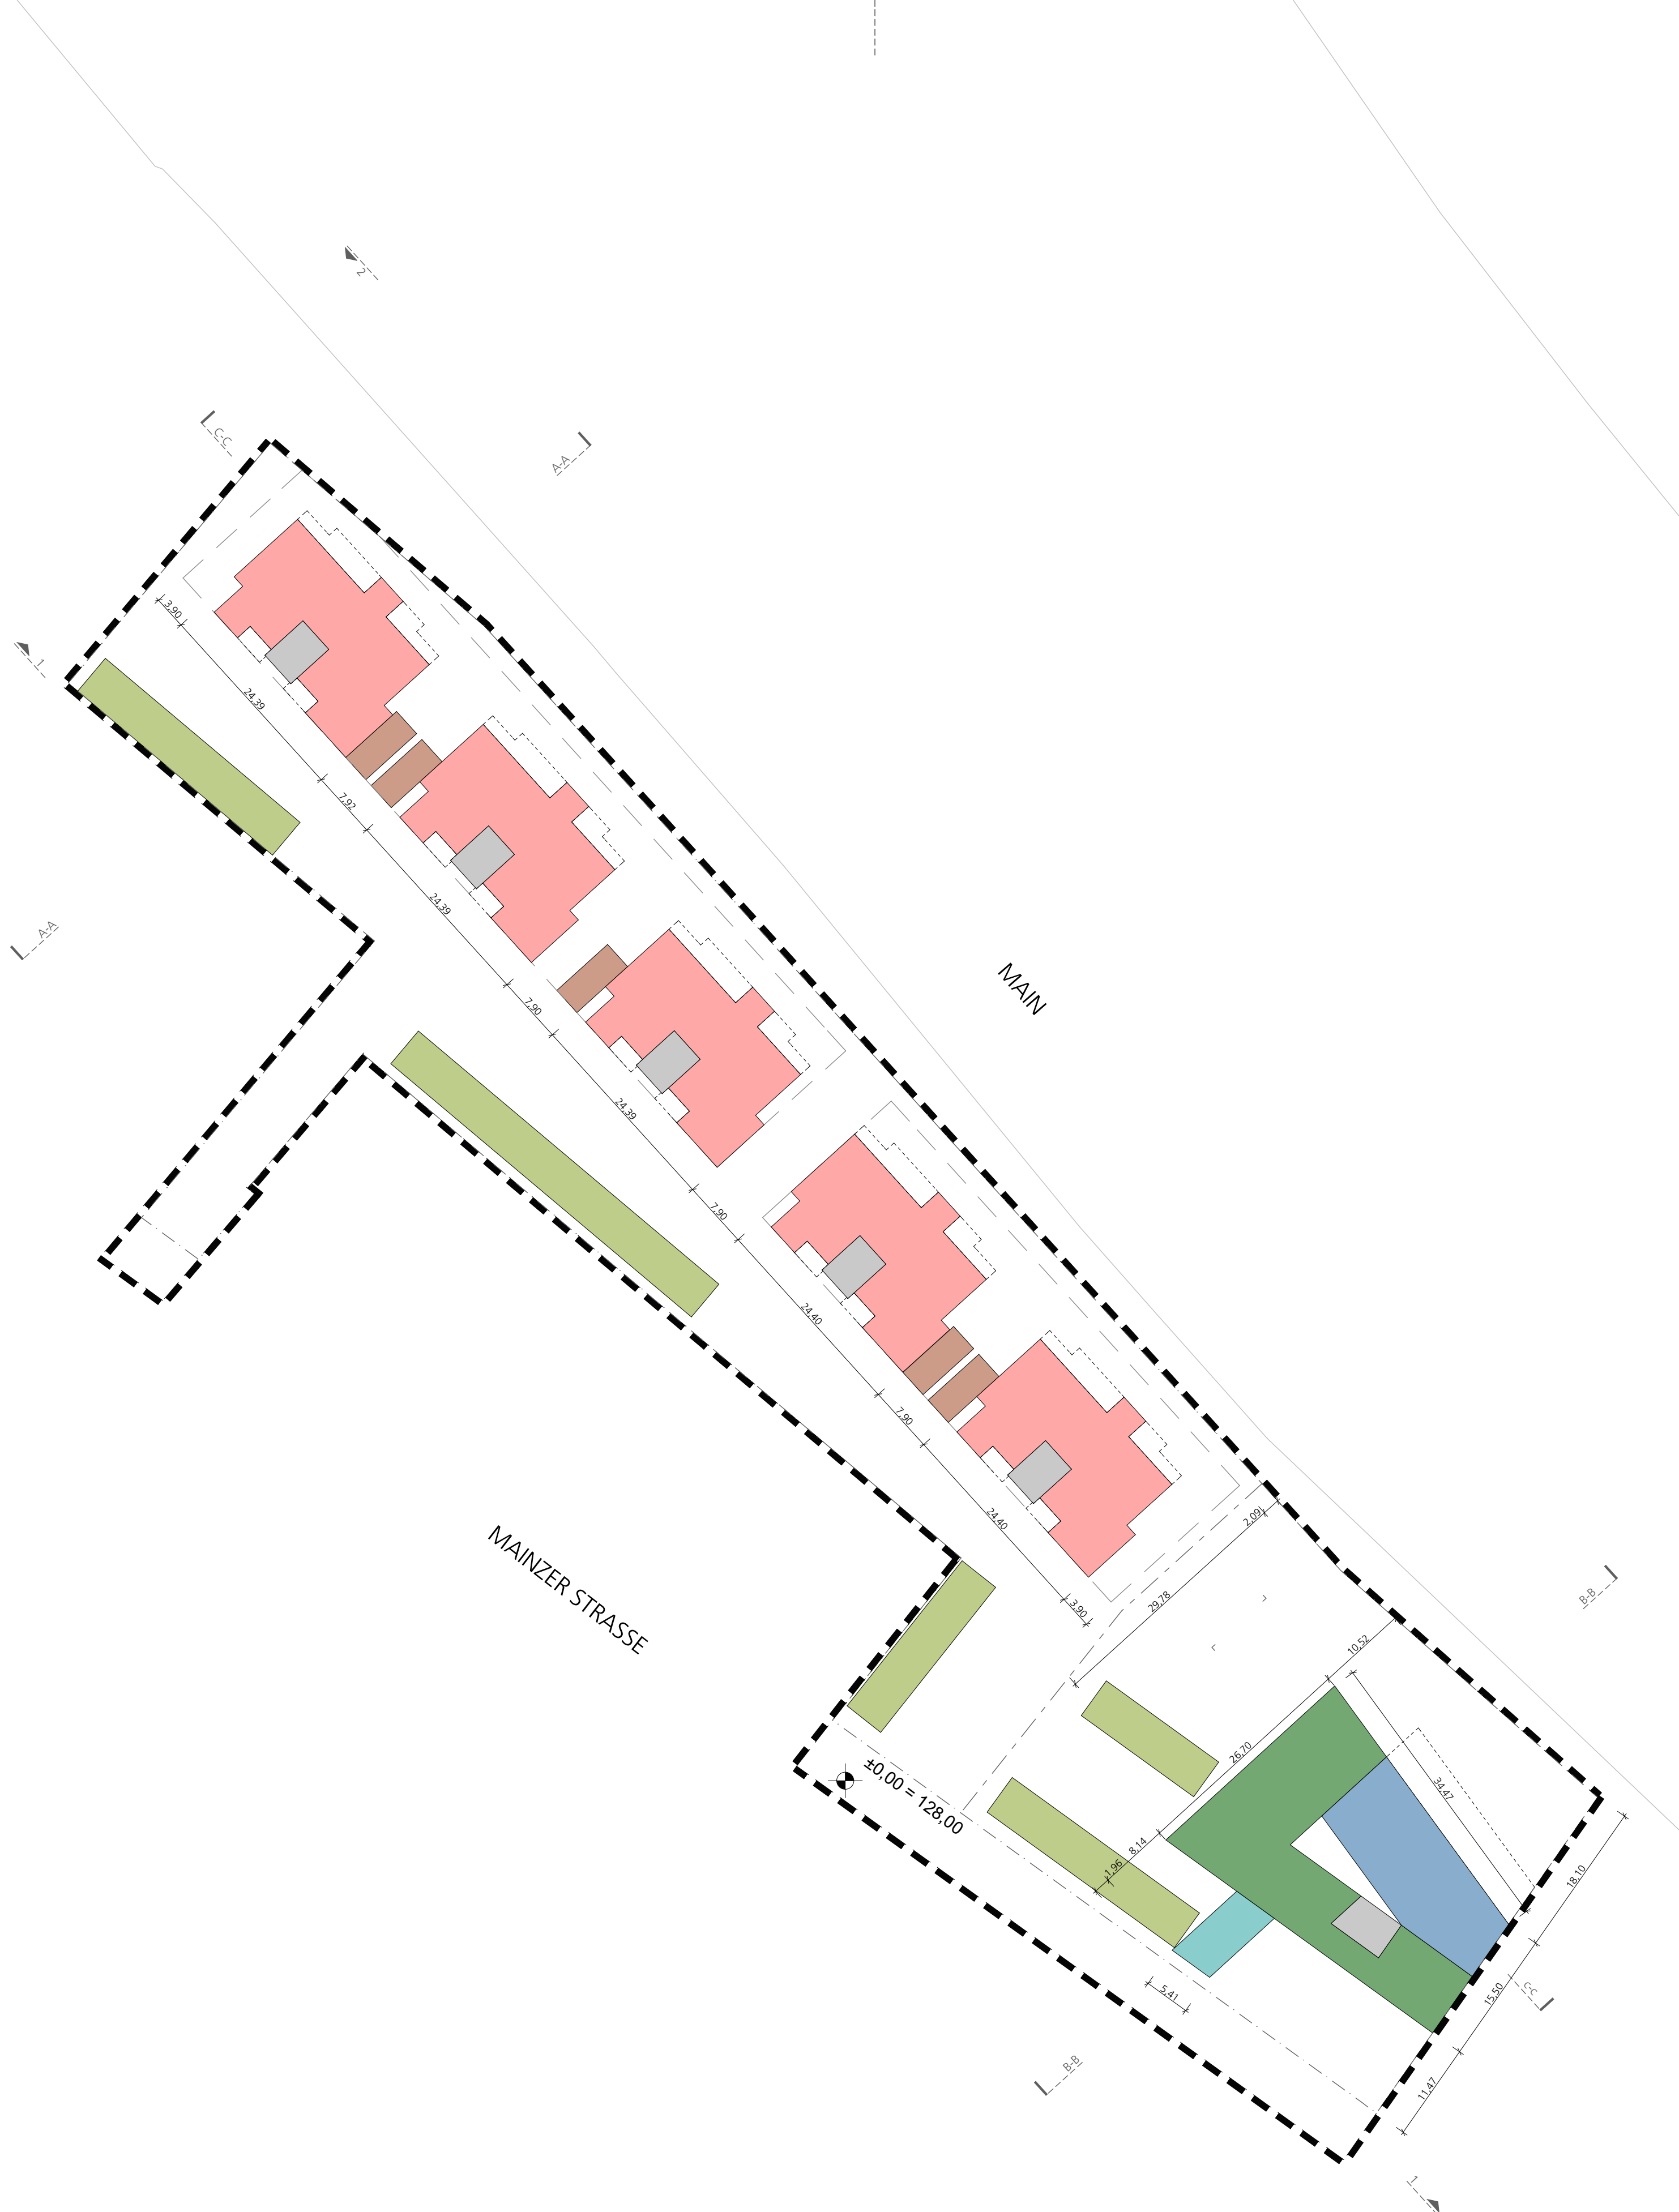 2
C-C
A-A
3,90
1
24,39
7,92
24,39
A-A
MAIN
7,90
24,39
7,90
24,40
7,90
24,40
2,09
MAINZER STRASSE
3,90
29,78
B-B
10,52
26,70
34,47
±0,00 = 128,00
8,14
1,96
18,10
5,41
15,50
C-C
B-B
11,47
1